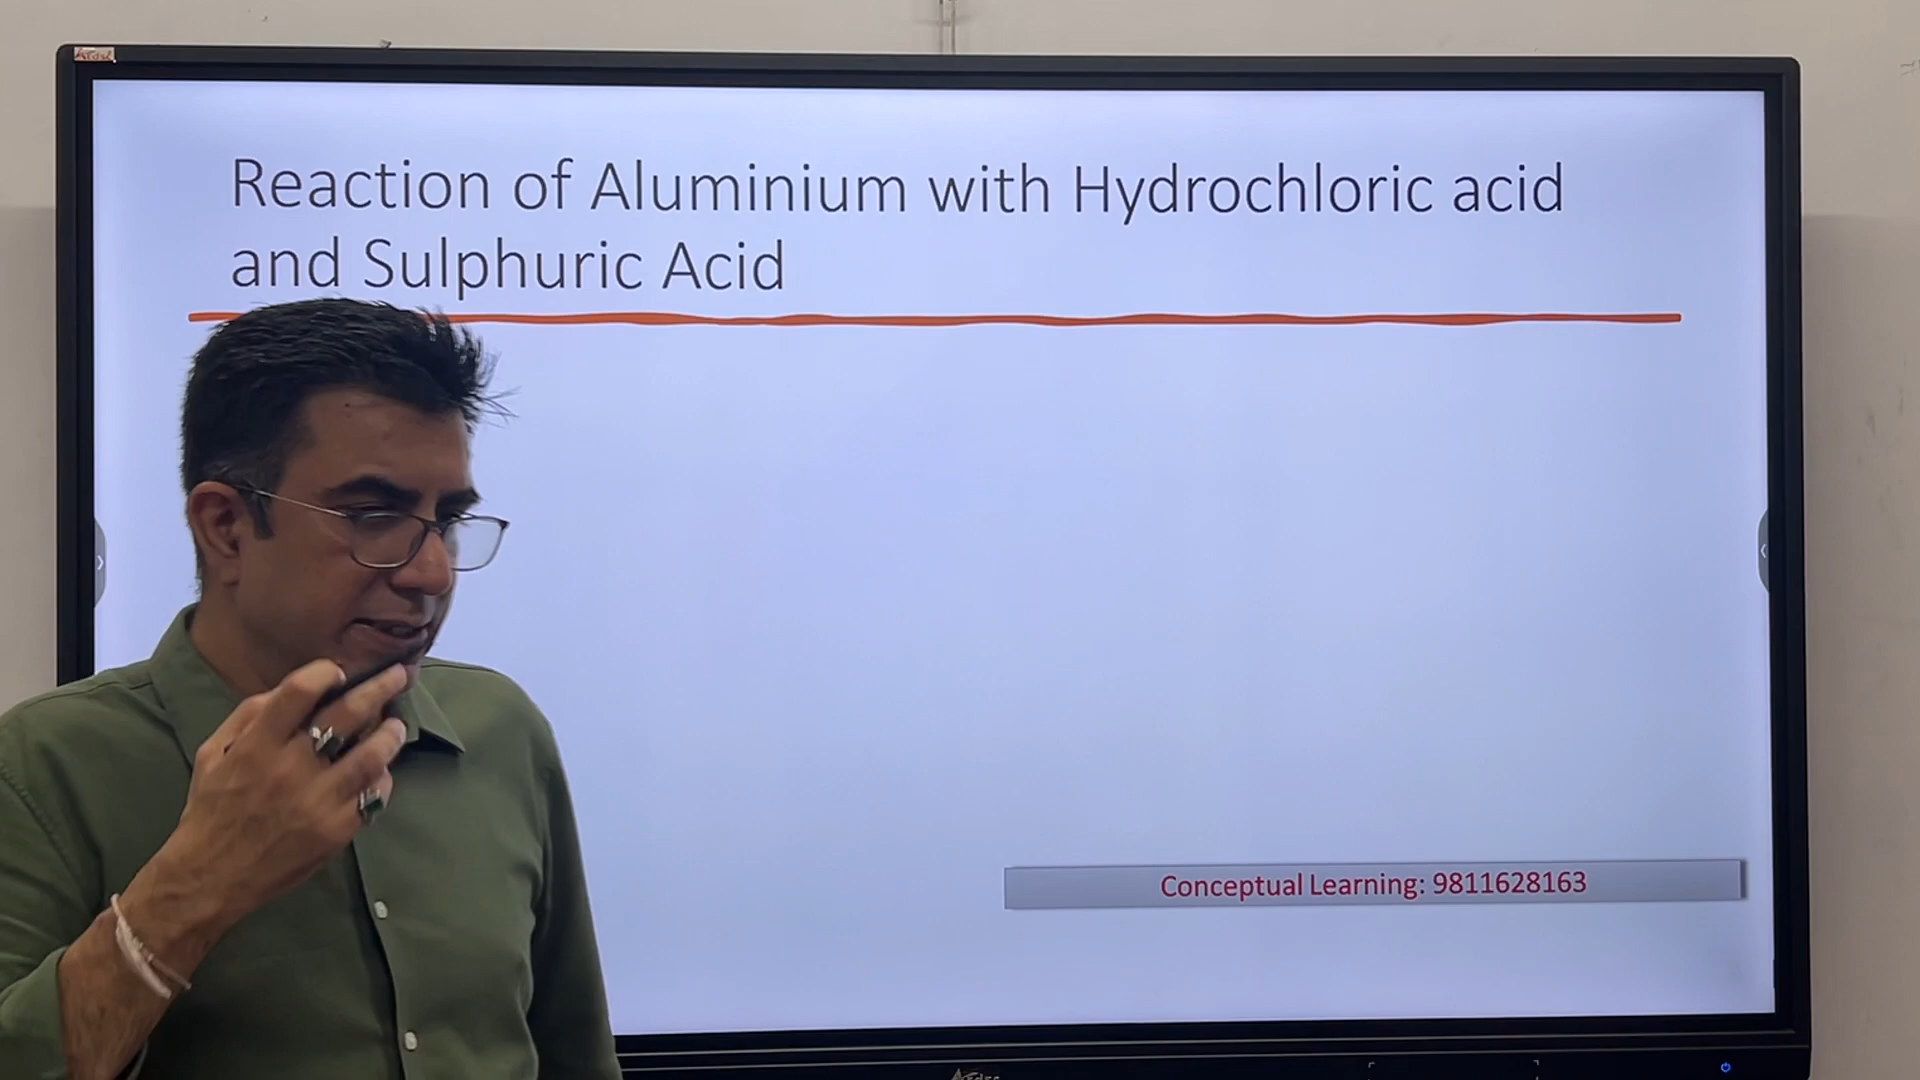 Reaction of Aluminium with Hydrochloric acid
and Sulphuric Acid
Conceptual Learning: 9811628163